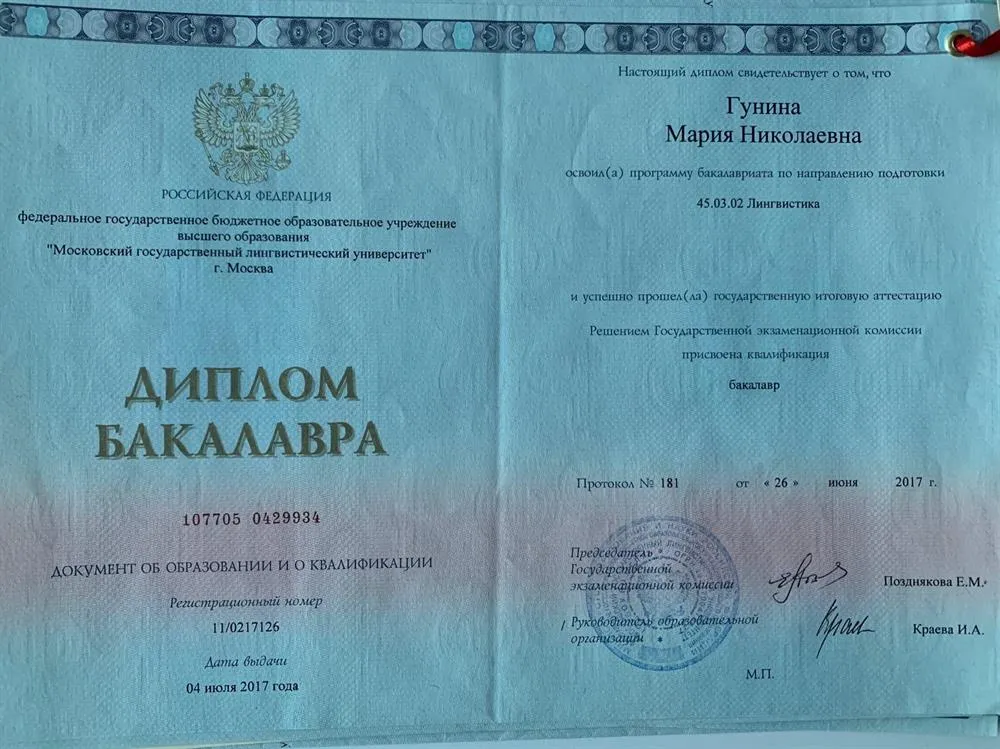 РОССИЙСКАЯ ФЕДЕРАЦИЯ
федеральное государственное бюджетное образовательное учреждение
высшего образования
"Московский государственный лингвистический университет"
г. Москва
ДИПЛОМ
БАКАЛАВРА
107705 0429934
ДОКУМЕНТ ОБ ОБРАЗОВАНИИ И О КВАЛИФИКАЦИИ
Регистрационный номер
11/0217126
Дата выдачи
04 июля 2017 года
Настоящий диплом свидетельствует о том, что
Гунина
Мария Николаевна
освоил(а) программу бакалавриата по направлению подготовки
45.03.02 Лингвистика
и успешно прошел(ла) государственную итоговую аттестацию
Решением Государственной экзаменационной комиссии
присвоена квалификация
бакалавр
Протокол № 181 от « 26 » июня 2017 г.
Председатель
Государственной
экзаменационной комиссии Позднякова Е.М.
/ Руководитель образовательной
организации Краева И.А.
М.П.